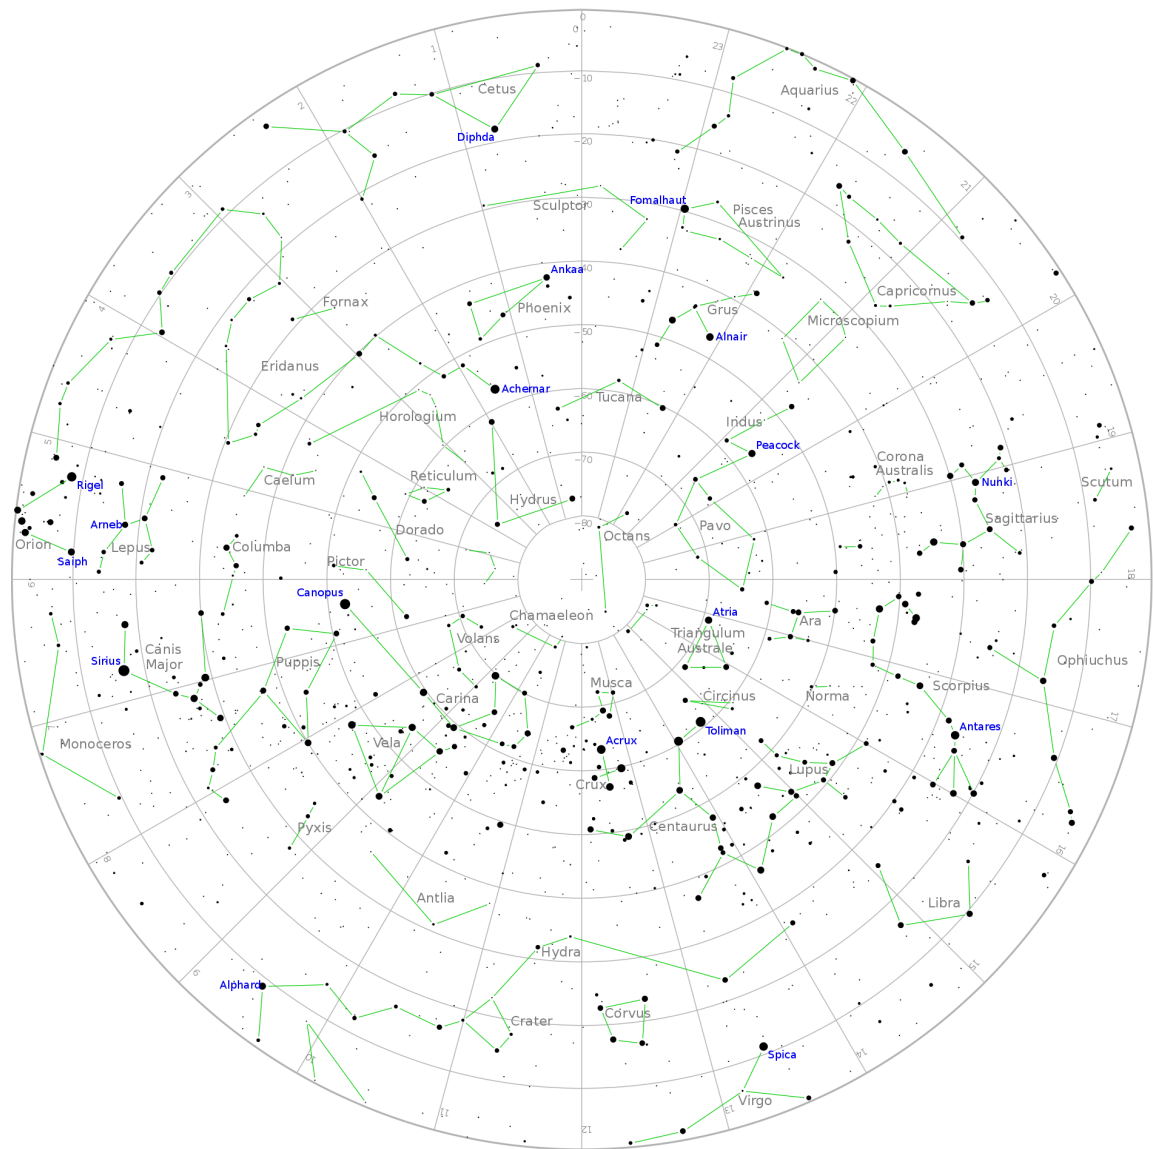 0
0
23
1
−10
Cetus
Aquarius
22
2
Diphda
−20
21
3
Fomalhaut
−30
Sculptor
Pisces
Austrinus
Ankaa
−40
Capricornus
20
4
Fornax
Phoenix
Grus
Microscopium
−50
Alnair
Eridanus
Achernar
−60
Tucana
Horologium
Indus
19
5
Peacock
−70
Corona
Australis
Reticulum
Caelum
Rigel
Nuhki
Scutum
Hydrus
−80
Arneb
Sagittarius
Dorado
Pavo
Octans
Orion
Lepus
Columba
Saiph
Pictor
18
6
Canopus
Chamaeleon
Atria
Ara
Volans
Triangulum
Australe
Canis
Major
Sirius
Puppis
Ophiuchus
Musca
Scorpius
Carina
Circinus
Norma
17
7
Toliman
Antares
Monoceros
Vela
Acrux
Lupus
Crux
Pyxis
Centaurus
16
8
Antlia
Libra
Hydra
15
9
Alphard
Crater
Corvus
14
10
Spica
Virgo
13
11
12